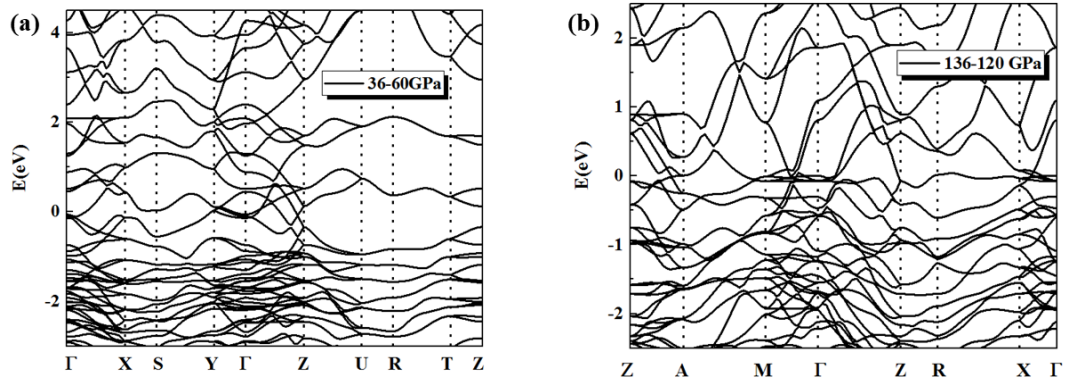 (a)
E(eV)
4
2
0
-2
36-60GPa
Γ X S Y Γ Z U R T Z
(b)
E(eV)
2
1
0
-1
-2
136-120 GPa
Z A M Γ Z R X Γ